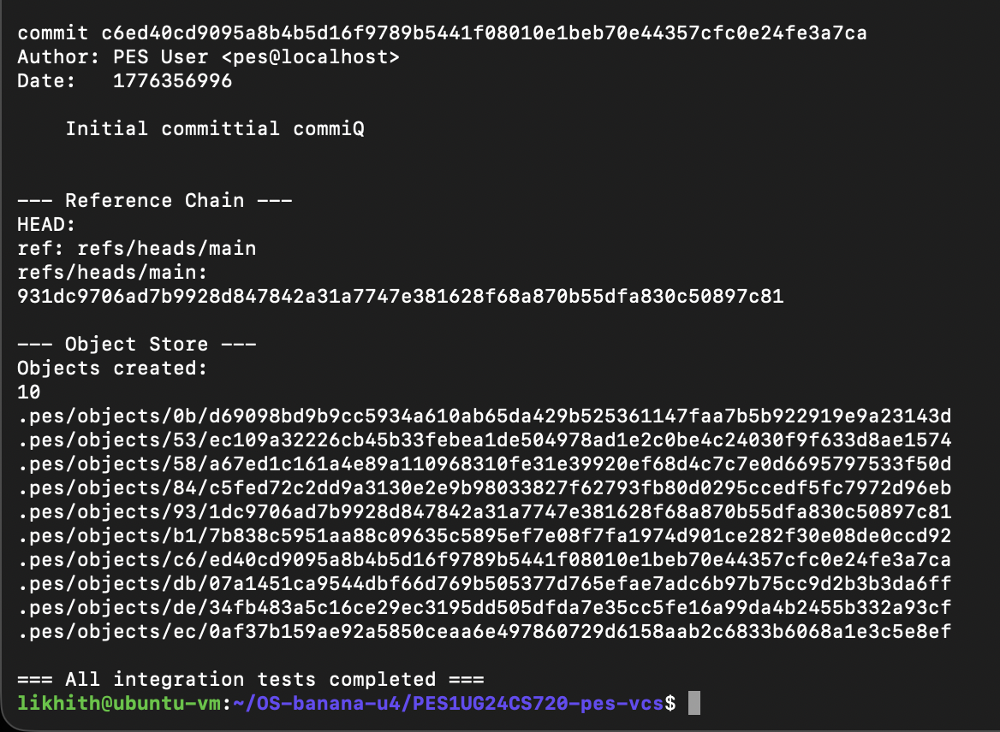 commit c6ed40cd9095a8b4b5d16f9789b5441f08010e1beb70e44357cfc0e24fe3a7ca
Author: PES User <pes@localhost>
Date:   1776356996
    Initial committial commiQ
--- Reference Chain ---
HEAD:
ref: refs/heads/main
refs/heads/main:
931dc9706ad7b9928d847842a31a7747e381628f68a870b55dfa830c50897c81
--- Object Store ---
Objects created:
10
.pes/objects/0b/d69098bd9b9cc5934a610ab65da429b525361147faa7b5b922919e9a23143d
.pes/objects/53/ec109a32226cb45b33febea1de504978ad1e2c0be4c24030f9f633d8ae1574
.pes/objects/58/a67ed1c161a4e89a110968310fe31e39920ef68d4c7c7e0d6695797533f50d
.pes/objects/84/c5fed72c2dd9a3130e2e9b98033827f62793fb80d0295ccedf5fc7972d96eb
.pes/objects/93/1dc9706ad7b9928d847842a31a7747e381628f68a870b55dfa830c50897c81
.pes/objects/b1/7b838c5951aa88c09635c5895ef7e08f7fa1974d901ce282f30e08de0ccd92
.pes/objects/c6/ed40cd9095a8b4b5d16f9789b5441f08010e1beb70e44357cfc0e24fe3a7ca
.pes/objects/db/07a1451ca9544dbf66d769b505377d765efae7adc6b97b75cc9d2b3b3da6ff
.pes/objects/de/34fb483a5c16ce29ec3195dd505dfda7e35cc5fe16a99da4b2455b332a93cf
.pes/objects/ec/0af37b159ae92a5850ceaa6e497860729d6158aab2c6833b6068a1e3c5e8ef
=== All integration tests completed ===
likhith@ubuntu-vm:~/OS-banana-u4/PES1UG24CS720-pes-vcs$